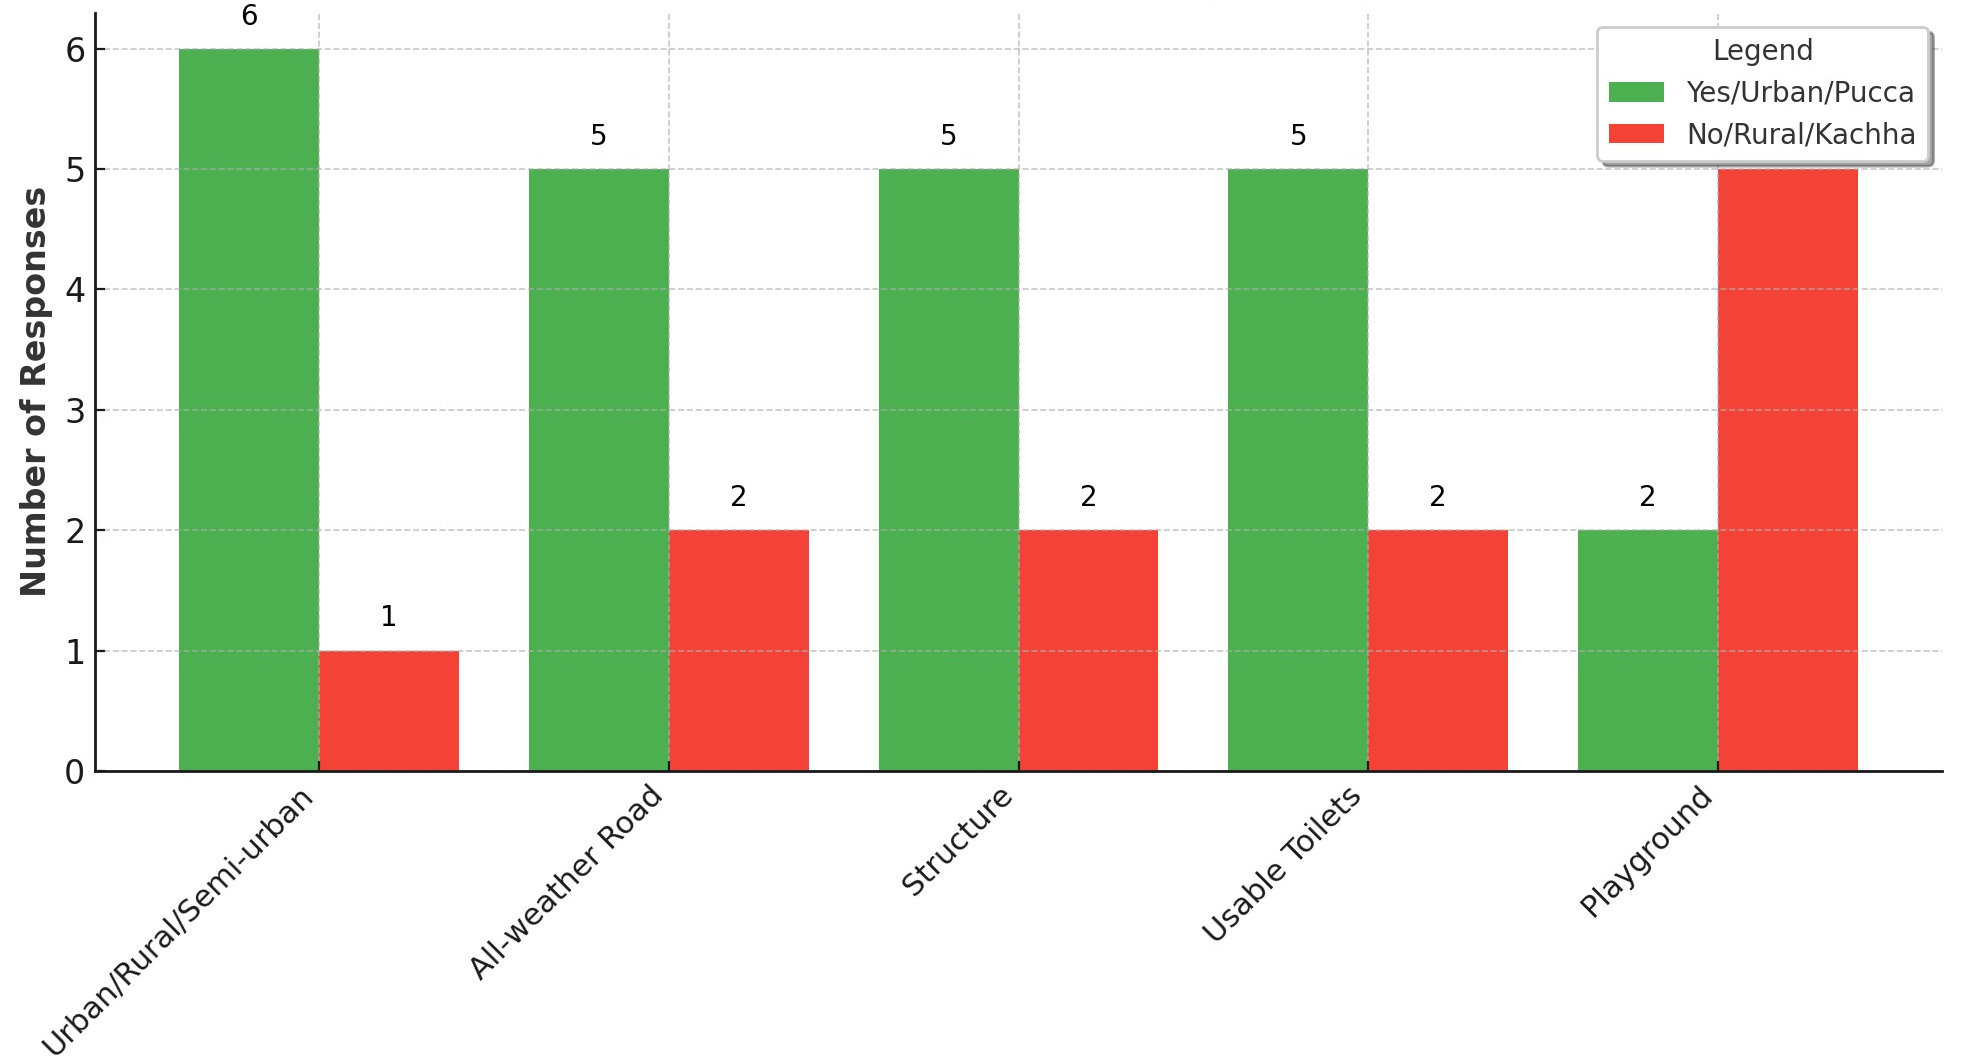 6
6
5
4
3
2
1
0
Number of Responses
5
5
5
1
2
2
2
2
Legend
Yes/Urban/Pucca
No/Rural/Kachha
Urban/Rural/Semi-urban
All-weather Road
Structure
Usable Toilets
Playground